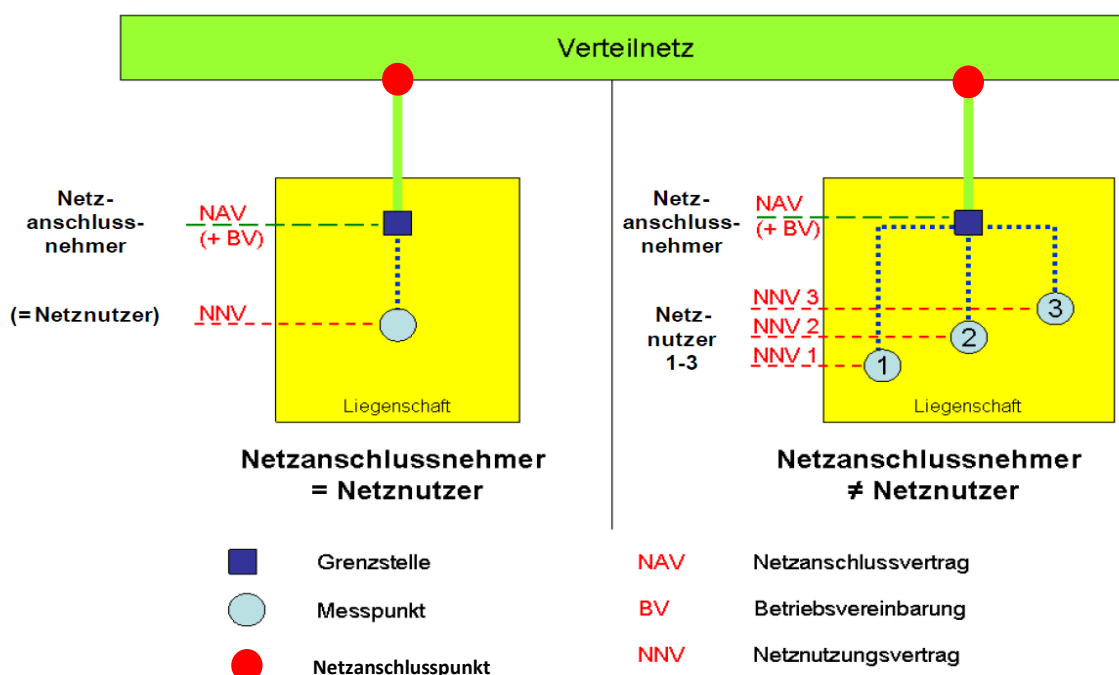 Verteilnetz
Netz-
anschluss-
nehmer
NAV
(+ BV)
(= Netznutzer)
NNV
Liegenschaft
Netzanschlussnehmer
= Netznutzer
Netz-
anschluss-
nehmer
NAV
(+ BV)
Netz-
nutzer
1-3
NNV 3
NNV 2
NNV 1
3
2
1
Liegenschaft
Netzanschlussnehmer
≠ Netznutzer
Grenzstelle
Messpunkt
Netzanschlusspunkt
NAV Netzanschlussvertrag
BV Betriebsvereinbarung
NNV Netznutzungsvertrag